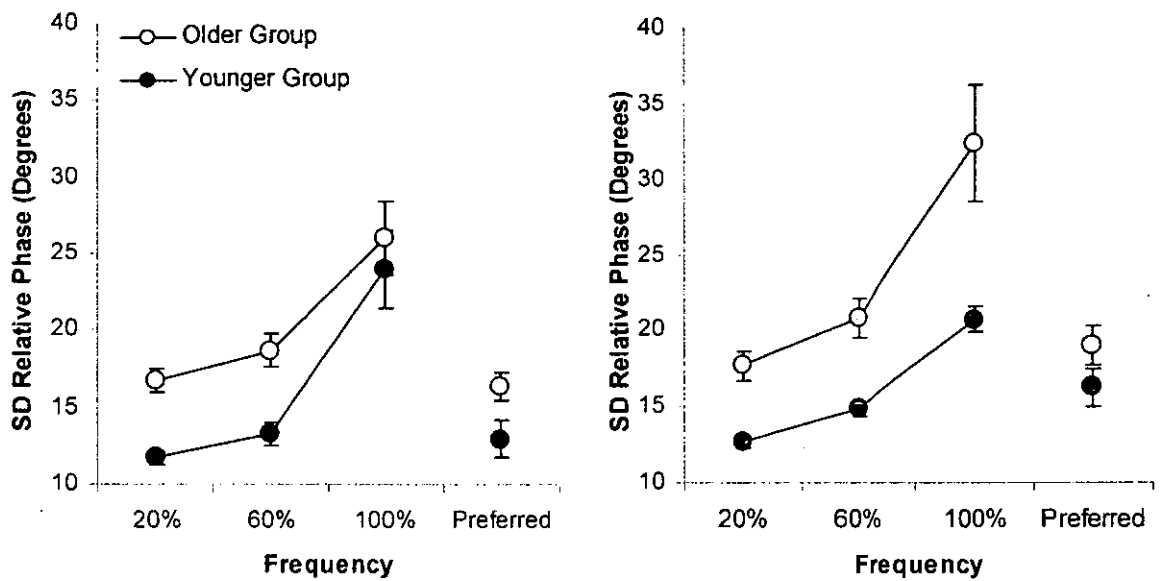 SD Relative Phase (Degrees)
40
35
30
25
20
15
10
Older Group
Younger Group
20% 60% 100% Preferred
Frequency
SD Relative Phase (Degrees)
40
35
30
25
20
15
10
20% 60% 100% Preferred
Frequency